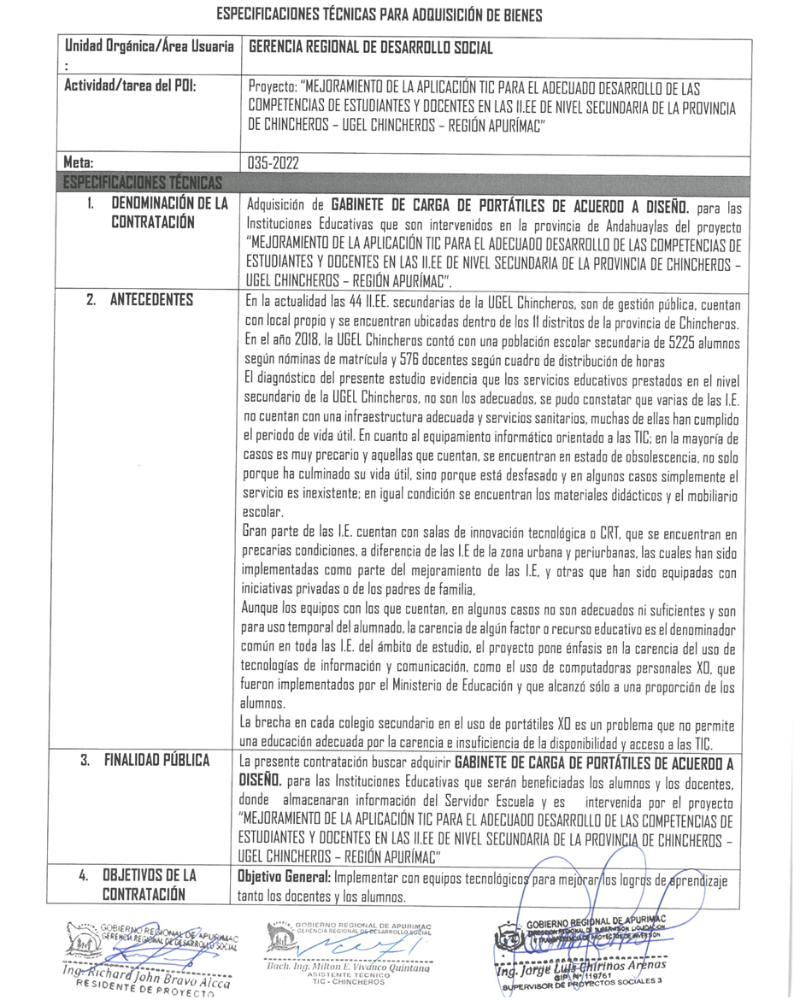 ESPECIFICACIONES TÉCNICAS PARA ADQUISICIÓN DE BIENES
Unidad Orgánica/Área Usuaria
:
GERENCIA REGIONAL DE DESARROLLO SOCIAL
Actividad/tarea del POI:
Proyecto: “MEJORAMIENTO DE LA APLICACIÓN TIC PARA EL ADECUADO DESARROLLO DE LAS
COMPETENCIAS DE ESTUDIANTES Y DOCENTES EN LAS II.EE DE NIVEL SECUNDARIA DE LA PROVINCIA
DE CHINCHEROS – UGEL CHINCHEROS – REGIÓN APURÍMAC”
Meta:
035-2022
ESPECIFICACIONES TÉCNICAS
1. DENOMINACIÓN DE LA
CONTRATACIÓN
Adquisición de GABINETE DE CARGA DE PORTÁTILES DE ACUERDO A DISEÑO. para las
Instituciones Educativas que son intervenidos en la provincia de Andahuaylas del proyecto
“MEJORAMIENTO DE LA APLICACIÓN TIC PARA EL ADECUADO DESARROLLO DE LAS COMPETENCIAS DE
ESTUDIANTES Y DOCENTES EN LAS II.EE DE NIVEL SECUNDARIA DE LA PROVINCIA DE CHINCHEROS –
UGEL CHINCHEROS – REGIÓN APURÍMAC”.
2. ANTECEDENTES
En la actualidad las 44 II.EE. secundarias de la UGEL Chincheros, son de gestión pública, cuentan
con local propio y se encuentran ubicadas dentro de los 11 distritos de la provincia de Chincheros.
En el año 2018, la UGEL Chincheros contó con una población escolar secundaria de 5225 alumnos
según nóminas de matrícula y 576 docentes según cuadro de distribución de horas
El diagnóstico del presente estudio evidencia que los servicios educativos prestados en el nivel
secundario de la UGEL Chincheros, no son los adecuados, se pudo constatar que varias de las I.E.
no cuentan con una infraestructura adecuada y servicios sanitarios, muchas de ellas han cumplido
el periodo de vida útil. En cuanto al equipamiento informático orientado a las TIC; en la mayoría de
casos es muy precario y aquellas que cuentan, se encuentran en estado de obsolescencia, no solo
porque ha culminado su vida útil, sino porque está desfasado y en algunos casos simplemente el
servicio es inexistente; en igual condición se encuentran los materiales didácticos y el mobiliario
escolar.
Gran parte de las I.E. cuentan con salas de innovación tecnológica o CRT, que se encuentran en
precarias condiciones, a diferencia de las I.E de la zona urbana y periurbanas, las cuales han sido
implementadas como parte del mejoramiento de las I.E, y otras que han sido equipadas con
iniciativas privadas o de los padres de familia,
Aunque los equipos con los que cuentan, en algunos casos no son adecuados ni suficientes y son
para uso temporal del alumnado, la carencia de algún factor o recurso educativo es el denominador
común en toda las I.E. del ámbito de estudio, el proyecto pone énfasis en la carencia del uso de
tecnologías de información y comunicación, como el uso de computadoras personales XO, que
fueron implementados por el Ministerio de Educación y que alcanzó sólo a una proporción de los
alumnos.
La brecha en cada colegio secundario en el uso de portátiles XO es un problema que no permite
una educación adecuada por la carencia e insuficiencia de la disponibilidad y acceso a las TIC.
3. FINALIDAD PÚBLICA
La presente contratación buscar adquirir GABINETE DE CARGA DE PORTÁTILES DE ACUERDO A
DISEÑO. para las Instituciones Educativas que serán beneficiadas los alumnos y los docentes,
donde almacenaran información del Servidor Escuela y es intervenida por el proyecto
“MEJORAMIENTO DE LA APLICACIÓN TIC PARA EL ADECUADO DESARROLLO DE LAS COMPETENCIAS DE
ESTUDIANTES Y DOCENTES EN LAS II.EE DE NIVEL SECUNDARIA DE LA PROVINCIA DE CHINCHEROS –
UGEL CHINCHEROS – REGIÓN APURÍMAC”
4. OBJETIVOS DE LA
CONTRATACIÓN
Objetivo General: Implementar con equipos tecnológicos para mejorar los logros de aprendizaje
tanto los docentes y los alumnos.
GOBIERNO REGIONAL DE APURIMAC
GERENCIA REGIONAL DE DESARROLLO SOCIAL
Ing. Richard John Bravo Alcca
RESIDENTE DE PROYECTO
GOBIERNO REGIONAL DE APURIMAC
GERENCIA REGIONAL DE DESARROLLO SOCIAL
Bach. Ing. Milton E. Vivanco Quintana
ASISTENTE TÉCNICO
TIC - CHINCHEROS
GOBIERNO REGIONAL DE APURIMAC
DIRECCION REGIONAL DE SUPERVISION LIQUIDACION
Y TRANSFERENCIA DE PROYECTOS DE INVERSION
Ing. Jorge Luis Chirinos Arenas
CIP. N° 119761
SUPERVISOR DE PROYECTOS SOCIALES 3